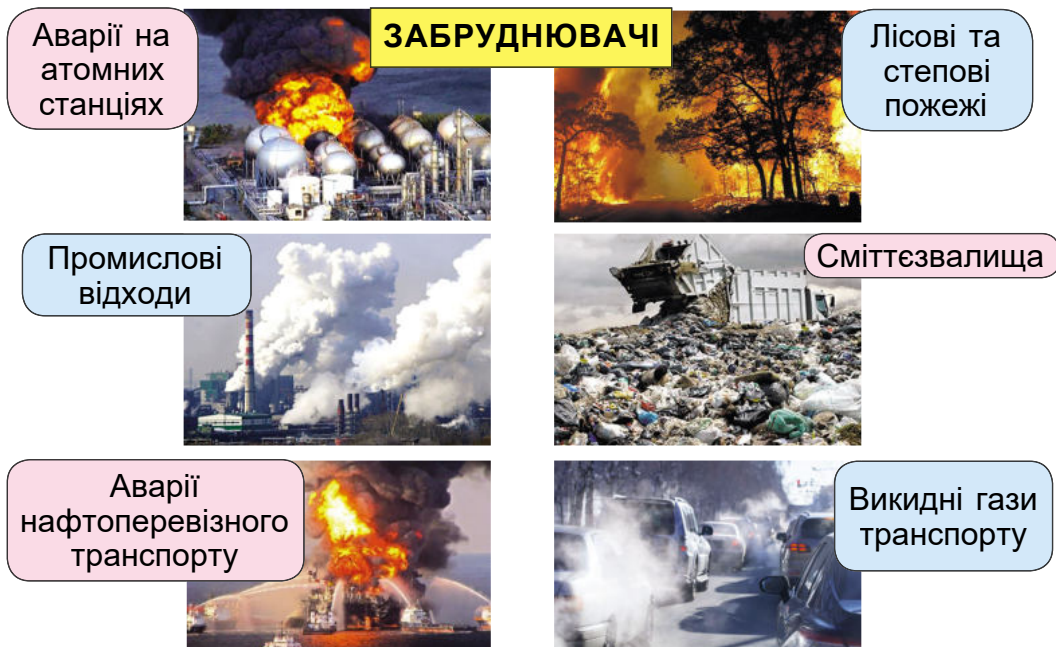 ЗАБРУДНЮВАЧІ
Аварії на
атомних
станціях
Лісові та
степові
пожежі
Промислові
відходи
Сміттєзвалища
Аварії
нафтоперевізного
транспорту
Викидні гази
транспорту